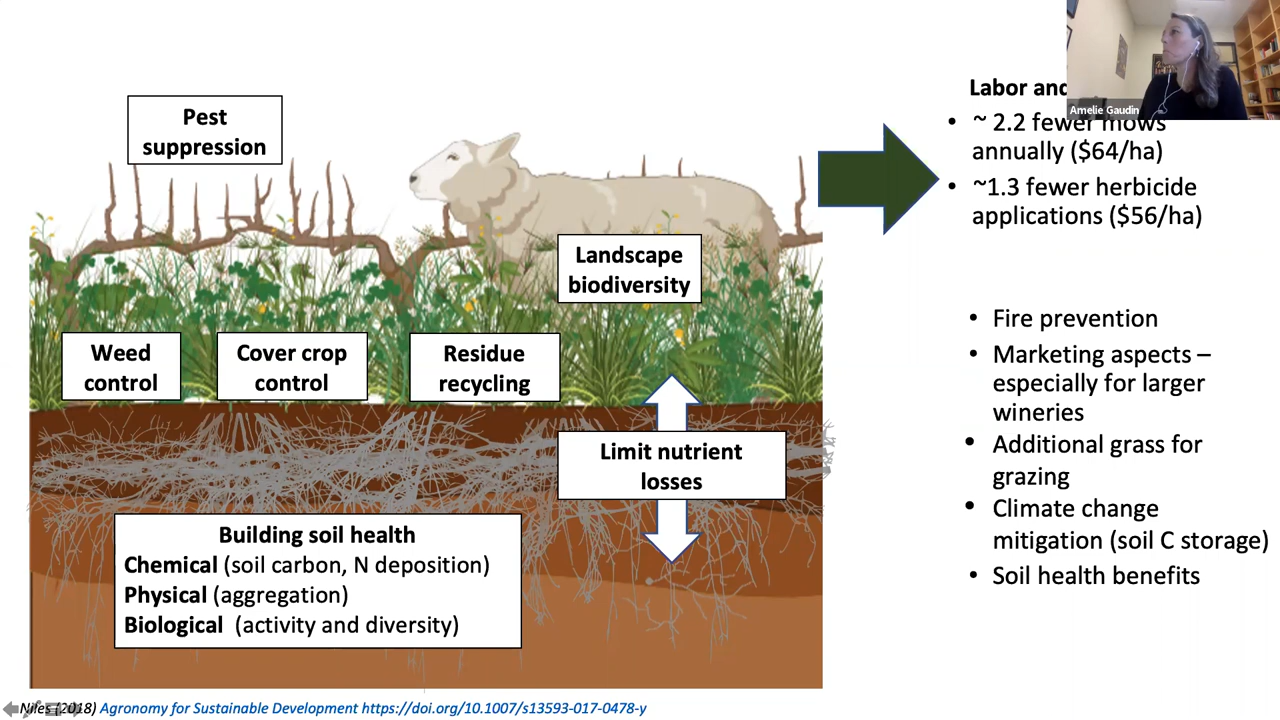 Pest
suppression
Landscape
biodiversity
Weed
control
Cover crop
control
Residue
recycling
Limit nutrient
losses
Building soil health
Chemical (soil carbon, N deposition)
Physical (aggregation)
Biological (activity and diversity)
Labor and
Amelie Gaudin
• ~ 2.2 fewer mows
annually ($64/ha)
• ~1.3 fewer herbicide
applications ($56/ha)
• Fire prevention
• Marketing aspects –
especially for larger
wineries
• Additional grass for
grazing
• Climate change
mitigation (soil C storage)
• Soil health benefits
Niles (2018) Agronomy for Sustainable Development https://doi.org/10.1007/s13593-017-0478-y